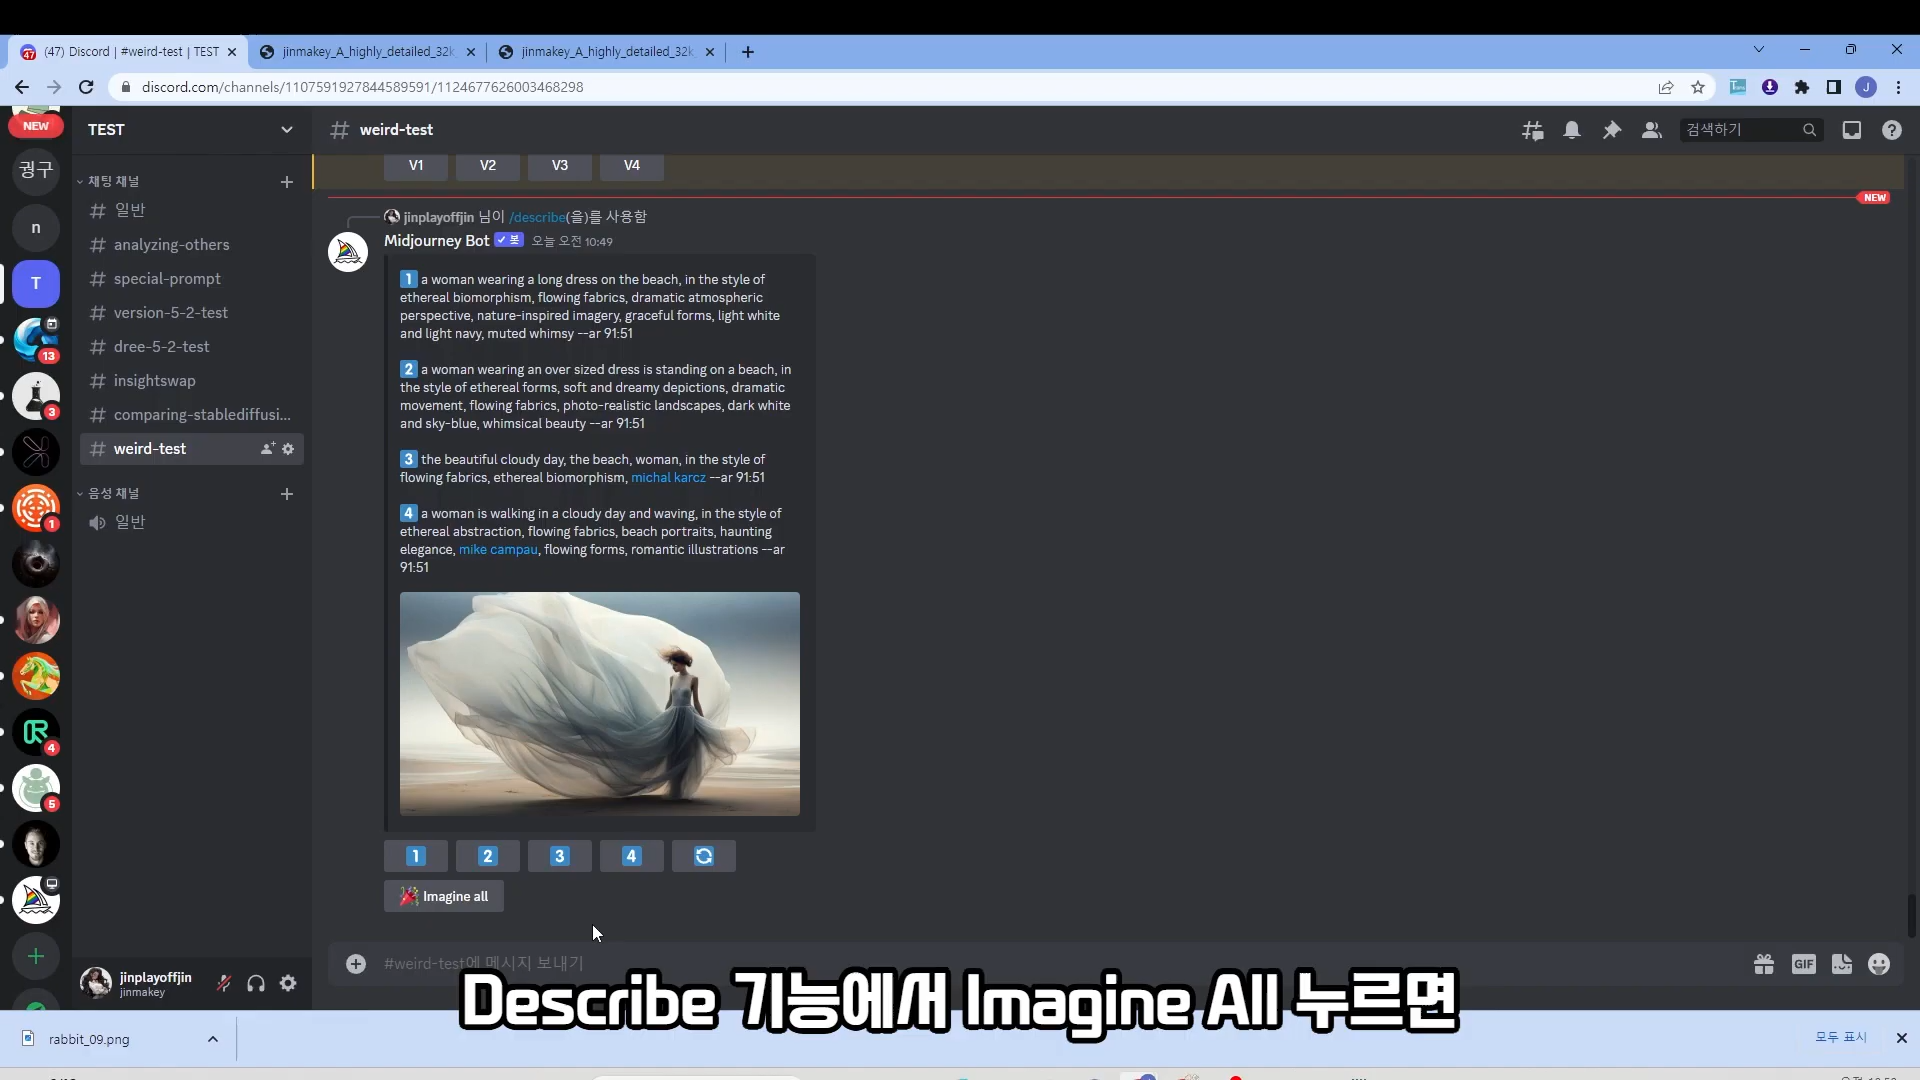 (47) Discord | #weird-test | TEST
jinmakey_A_highly_detailed_32k
jinmakey_A_highly_detailed_32k
discord.com/channels/1107591927844589591/1124677626003468298
J
NEW
TEST
weird-test
검색하기
궝구
n
T
13
3
1
4
5
채팅 채널
일반
analyzing-others
special-prompt
version-5-2-test
dree-5-2-test
insightswap
comparing-stablediffusi...
weird-test
음성 채널
일반
V1 V2 V3 V4
NEW
jinplayoffjin 님이 /describe(을)를 사용함
Midjourney Bot ✓ 봇 오늘 오전 10:49
1 a woman wearing a long dress on the beach, in the style of
ethereal biomorphism, flowing fabrics, dramatic atmospheric
perspective, nature-inspired imagery, graceful forms, light white
and light navy, muted whimsy --ar 91:51
2 a woman wearing an over sized dress is standing on a beach, in
the style of ethereal forms, soft and dreamy depictions, dramatic
movement, flowing fabrics, photo-realistic landscapes, dark white
and sky-blue, whimsical beauty --ar 91:51
3 the beautiful cloudy day, the beach, woman, in the style of
flowing fabrics, ethereal biomorphism, michal karcz --ar 91:51
4 a woman is walking in a cloudy day and waving, in the style of
ethereal abstraction, flowing fabrics, beach portraits, haunting
elegance, mike campau, flowing forms, romantic illustrations --ar
91:51
1 2 3 4
Imagine all
#weird-test에 메시지 보내기
GIF
jinplayoffjin
jinmakey
Describe 기능에서 Imagine All 누르면
rabbit_09.png
모두 표시